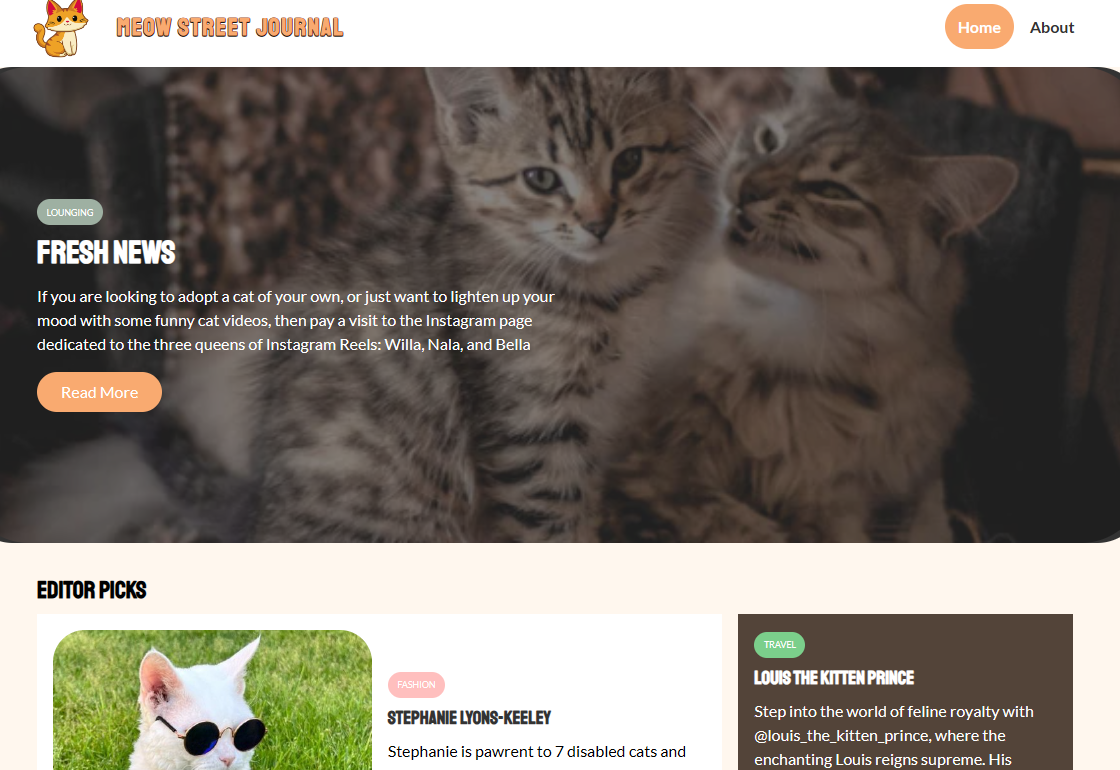 MEOW STREET JOURNAL
Home
About
LOUNGING
FRESH NEWS
If you are looking to adopt a cat of your own, or just want to lighten up your
mood with some funny cat videos, then pay a visit to the Instagram page
dedicated to the three queens of Instagram Reels: Willa, Nala, and Bella
Read More
EDITOR PICKS
FASHION
STEPHANIE LYONS-KEELEY
Stephanie is pawrent to 7 disabled cats and
TRAVEL
LOUIS THE KITTEN PRINCE
Step into the world of feline royalty with
@louis_the_kitten_prince, where the
enchanting Louis reigns supreme. His